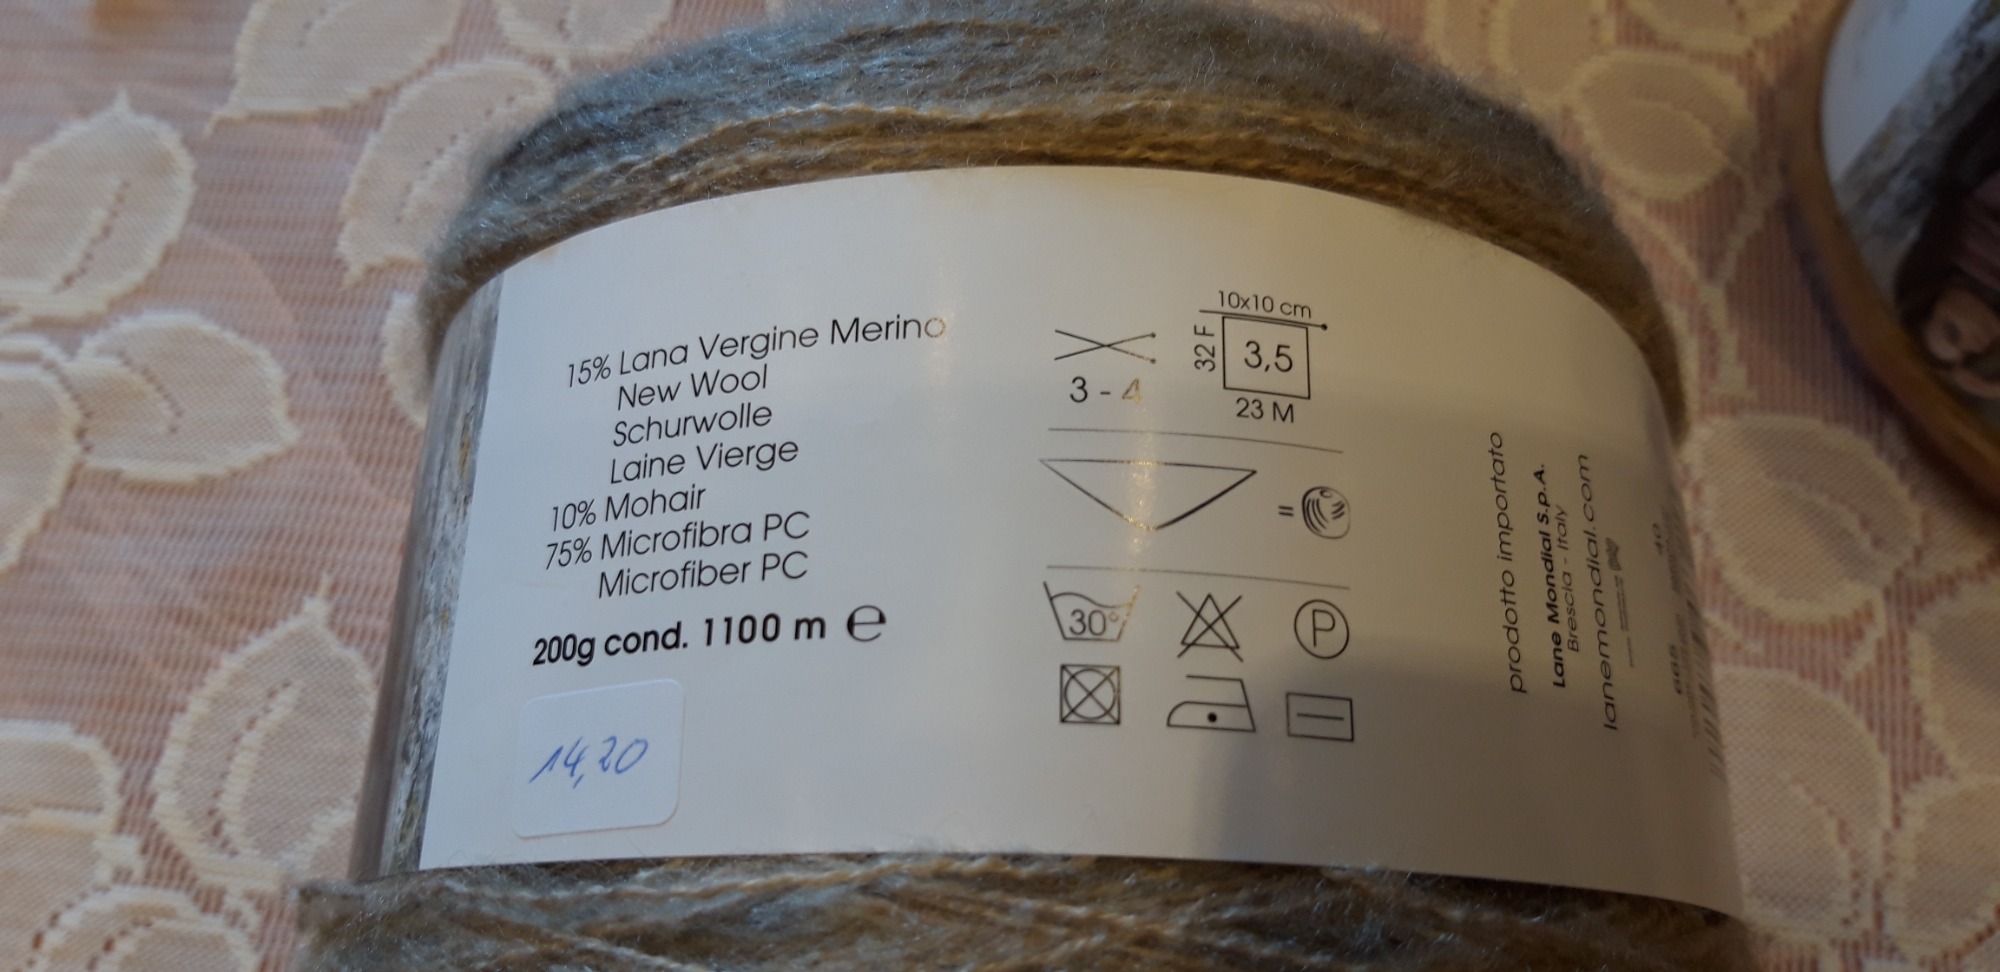 15% Lana Vergine Merino
New Wool
Schurwolle
Laine Vierge
10% Mohair
75% Microfibra PC
Microfiber PC
200g cond. 1100 m ℮
14,20
3 - 4
10x10 cm
32 F
3,5
23 M
=
30°
P
prodotto importato
Lane Mondial S.p.A.
Brescia - Italy
lanemondial.com
40